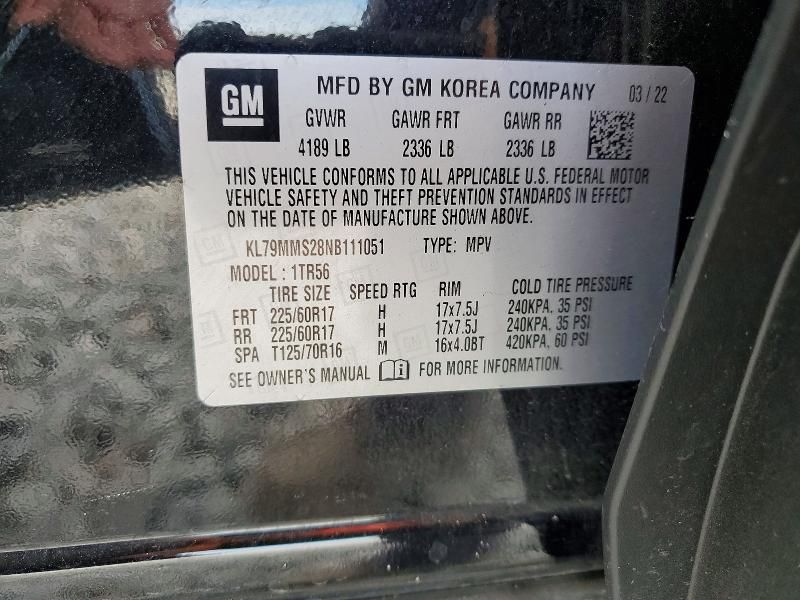 GM MFD BY GM KOREA COMPANY 03 / 22
GVWR GAWR FRT GAWR RR
4189 LB 2336 LB 2336 LB
THIS VEHICLE CONFORMS TO ALL APPLICABLE U.S. FEDERAL MOTOR
VEHICLE SAFETY AND THEFT PREVENTION STANDARDS IN EFFECT
ON THE DATE OF MANUFACTURE SHOWN ABOVE.
KL79MMS28NB111051 TYPE: MPV
MODEL : 1TR56
TIRE SIZE SPEED RTG RIM COLD TIRE PRESSURE
FRT 225/60R17 H 17x7.5J 240KPA, 35 PSI
RR 225/60R17 H 17x7.5J 240KPA, 35 PSI
SPA T125/70R16 M 16x4.0BT 420KPA, 60 PSI
SEE OWNER'S MANUAL FOR MORE INFORMATION.